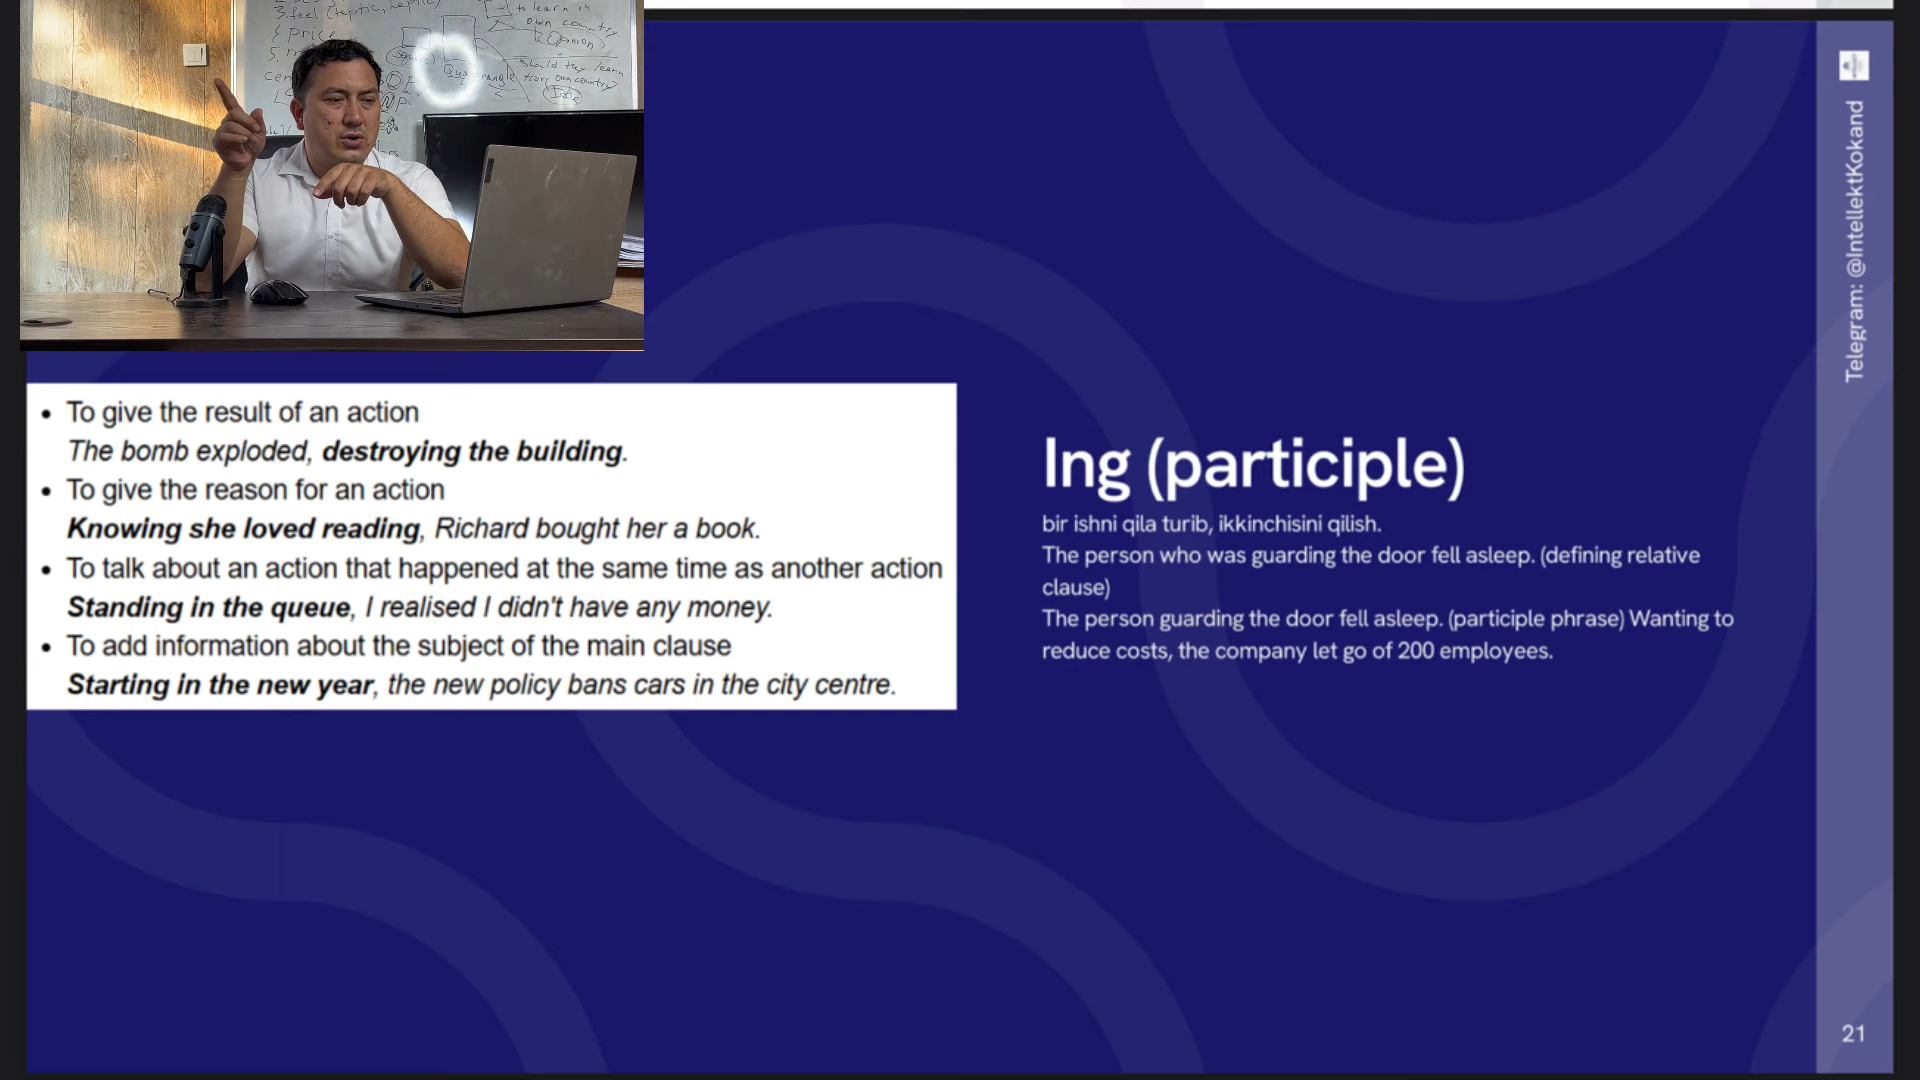 3. feel (
price
5.
to learn in
own country.
Opinion
should they learn
their own country?
• To give the result of an action
The bomb exploded, destroying the building.
• To give the reason for an action
Knowing she loved reading, Richard bought her a book.
• To talk about an action that happened at the same time as another action
Standing in the queue, I realised I didn't have any money.
• To add information about the subject of the main clause
Starting in the new year, the new policy bans cars in the city centre.
Ing (participle)
bir ishni qila turib, ikkinchisini qilish.
The person who was guarding the door fell asleep. (defining relative
clause)
The person guarding the door fell asleep. (participle phrase) Wanting to
reduce costs, the company let go of 200 employees.
Telegram: @IntellektKokand
21